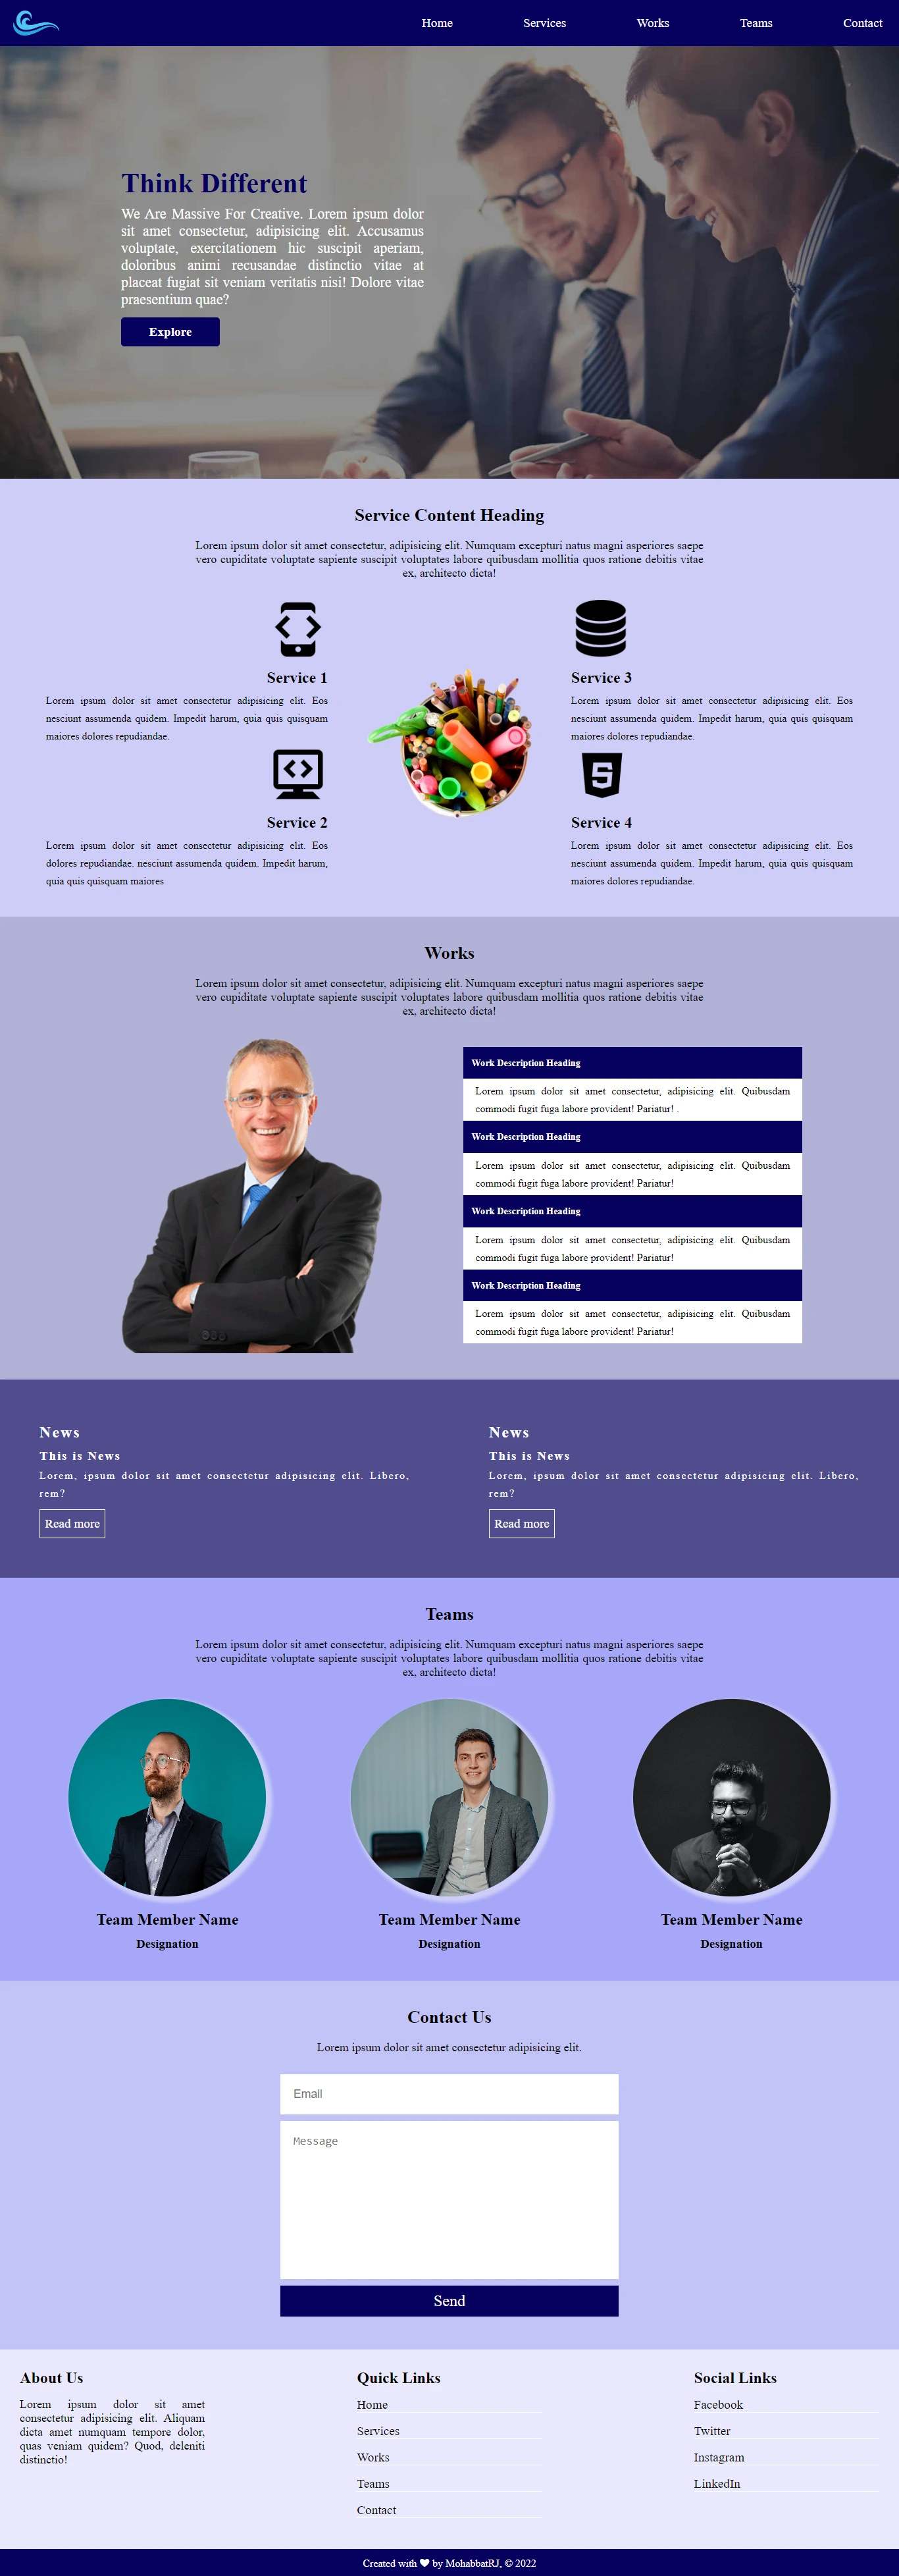 Home Services Works Teams Contact
Think Different
We Are Massive For Creative. Lorem ipsum dolor
sit amet consectetur, adipisicing elit. Accusamus
voluptate, exercitationem hic suscipit aperiam,
doloribus animi recusandae distinctio vitae at
placeat fugiat sit veniam veritatis nisi! Dolore vitae
praesentium quae?
Explore
Service Content Heading
Lorem ipsum dolor sit amet consectetur, adipisicing elit. Numquam excepturi natus magni asperiores saepe
vero cupiditate voluptate sapiente suscipit voluptates labore quibusdam mollitia quos ratione debitis vitae
ex, architecto dicta!
Service 1
Lorem ipsum dolor sit amet consectetur adipisicing elit. Eos
nesciunt assumenda quidem. Impedit harum, quia quis quisquam
maiores dolores repudiandae.
Service 2
Lorem ipsum dolor sit amet consectetur adipisicing elit. Eos
dolores repudiandae. nesciunt assumenda quidem. Impedit harum,
quia quis quisquam maiores
Service 3
Lorem ipsum dolor sit amet consectetur adipisicing elit. Eos
nesciunt assumenda quidem. Impedit harum, quia quis quisquam
maiores dolores repudiandae.
5
Service 4
Lorem ipsum dolor sit amet consectetur adipisicing elit. Eos
nesciunt assumenda quidem. Impedit harum, quia quis quisquam
maiores dolores repudiandae.
Works
Lorem ipsum dolor sit amet consectetur, adipisicing elit. Numquam excepturi natus magni asperiores saepe
vero cupiditate voluptate sapiente suscipit voluptates labore quibusdam mollitia quos ratione debitis vitae
ex, architecto dicta!
Work Description Heading
Lorem ipsum dolor sit amet consectetur, adipisicing elit. Quibusdam
commodi fugit fuga labore provident! Pariatur! .
Work Description Heading
Lorem ipsum dolor sit amet consectetur, adipisicing elit. Quibusdam
commodi fugit fuga labore provident! Pariatur!
Work Description Heading
Lorem ipsum dolor sit amet consectetur, adipisicing elit. Quibusdam
commodi fugit fuga labore provident! Pariatur!
Work Description Heading
Lorem ipsum dolor sit amet consectetur, adipisicing elit. Quibusdam
commodi fugit fuga labore provident! Pariatur!
News
This is News
Lorem, ipsum dolor sit amet consectetur adipisicing elit. Libero,
rem?
Read more
News
This is News
Lorem, ipsum dolor sit amet consectetur adipisicing elit. Libero,
rem?
Read more
Teams
Lorem ipsum dolor sit amet consectetur, adipisicing elit. Numquam excepturi natus magni asperiores saepe
vero cupiditate voluptate sapiente suscipit voluptates labore quibusdam mollitia quos ratione debitis vitae
ex, architecto dicta!
Team Member Name
Designation
Team Member Name
Designation
Team Member Name
Designation
Contact Us
Lorem ipsum dolor sit amet consectetur adipisicing elit.
Email
Message
Send
About Us
Lorem ipsum dolor sit amet
consectetur adipisicing elit. Aliquam
dicta amet numquam tempore dolor,
quas veniam quidem? Quod, deleniti
distinctio!
Quick Links
Home
Services
Works
Teams
Contact
Social Links
Facebook
Twitter
Instagram
LinkedIn
Created with ❤ by MohabbatRJ, © 2022